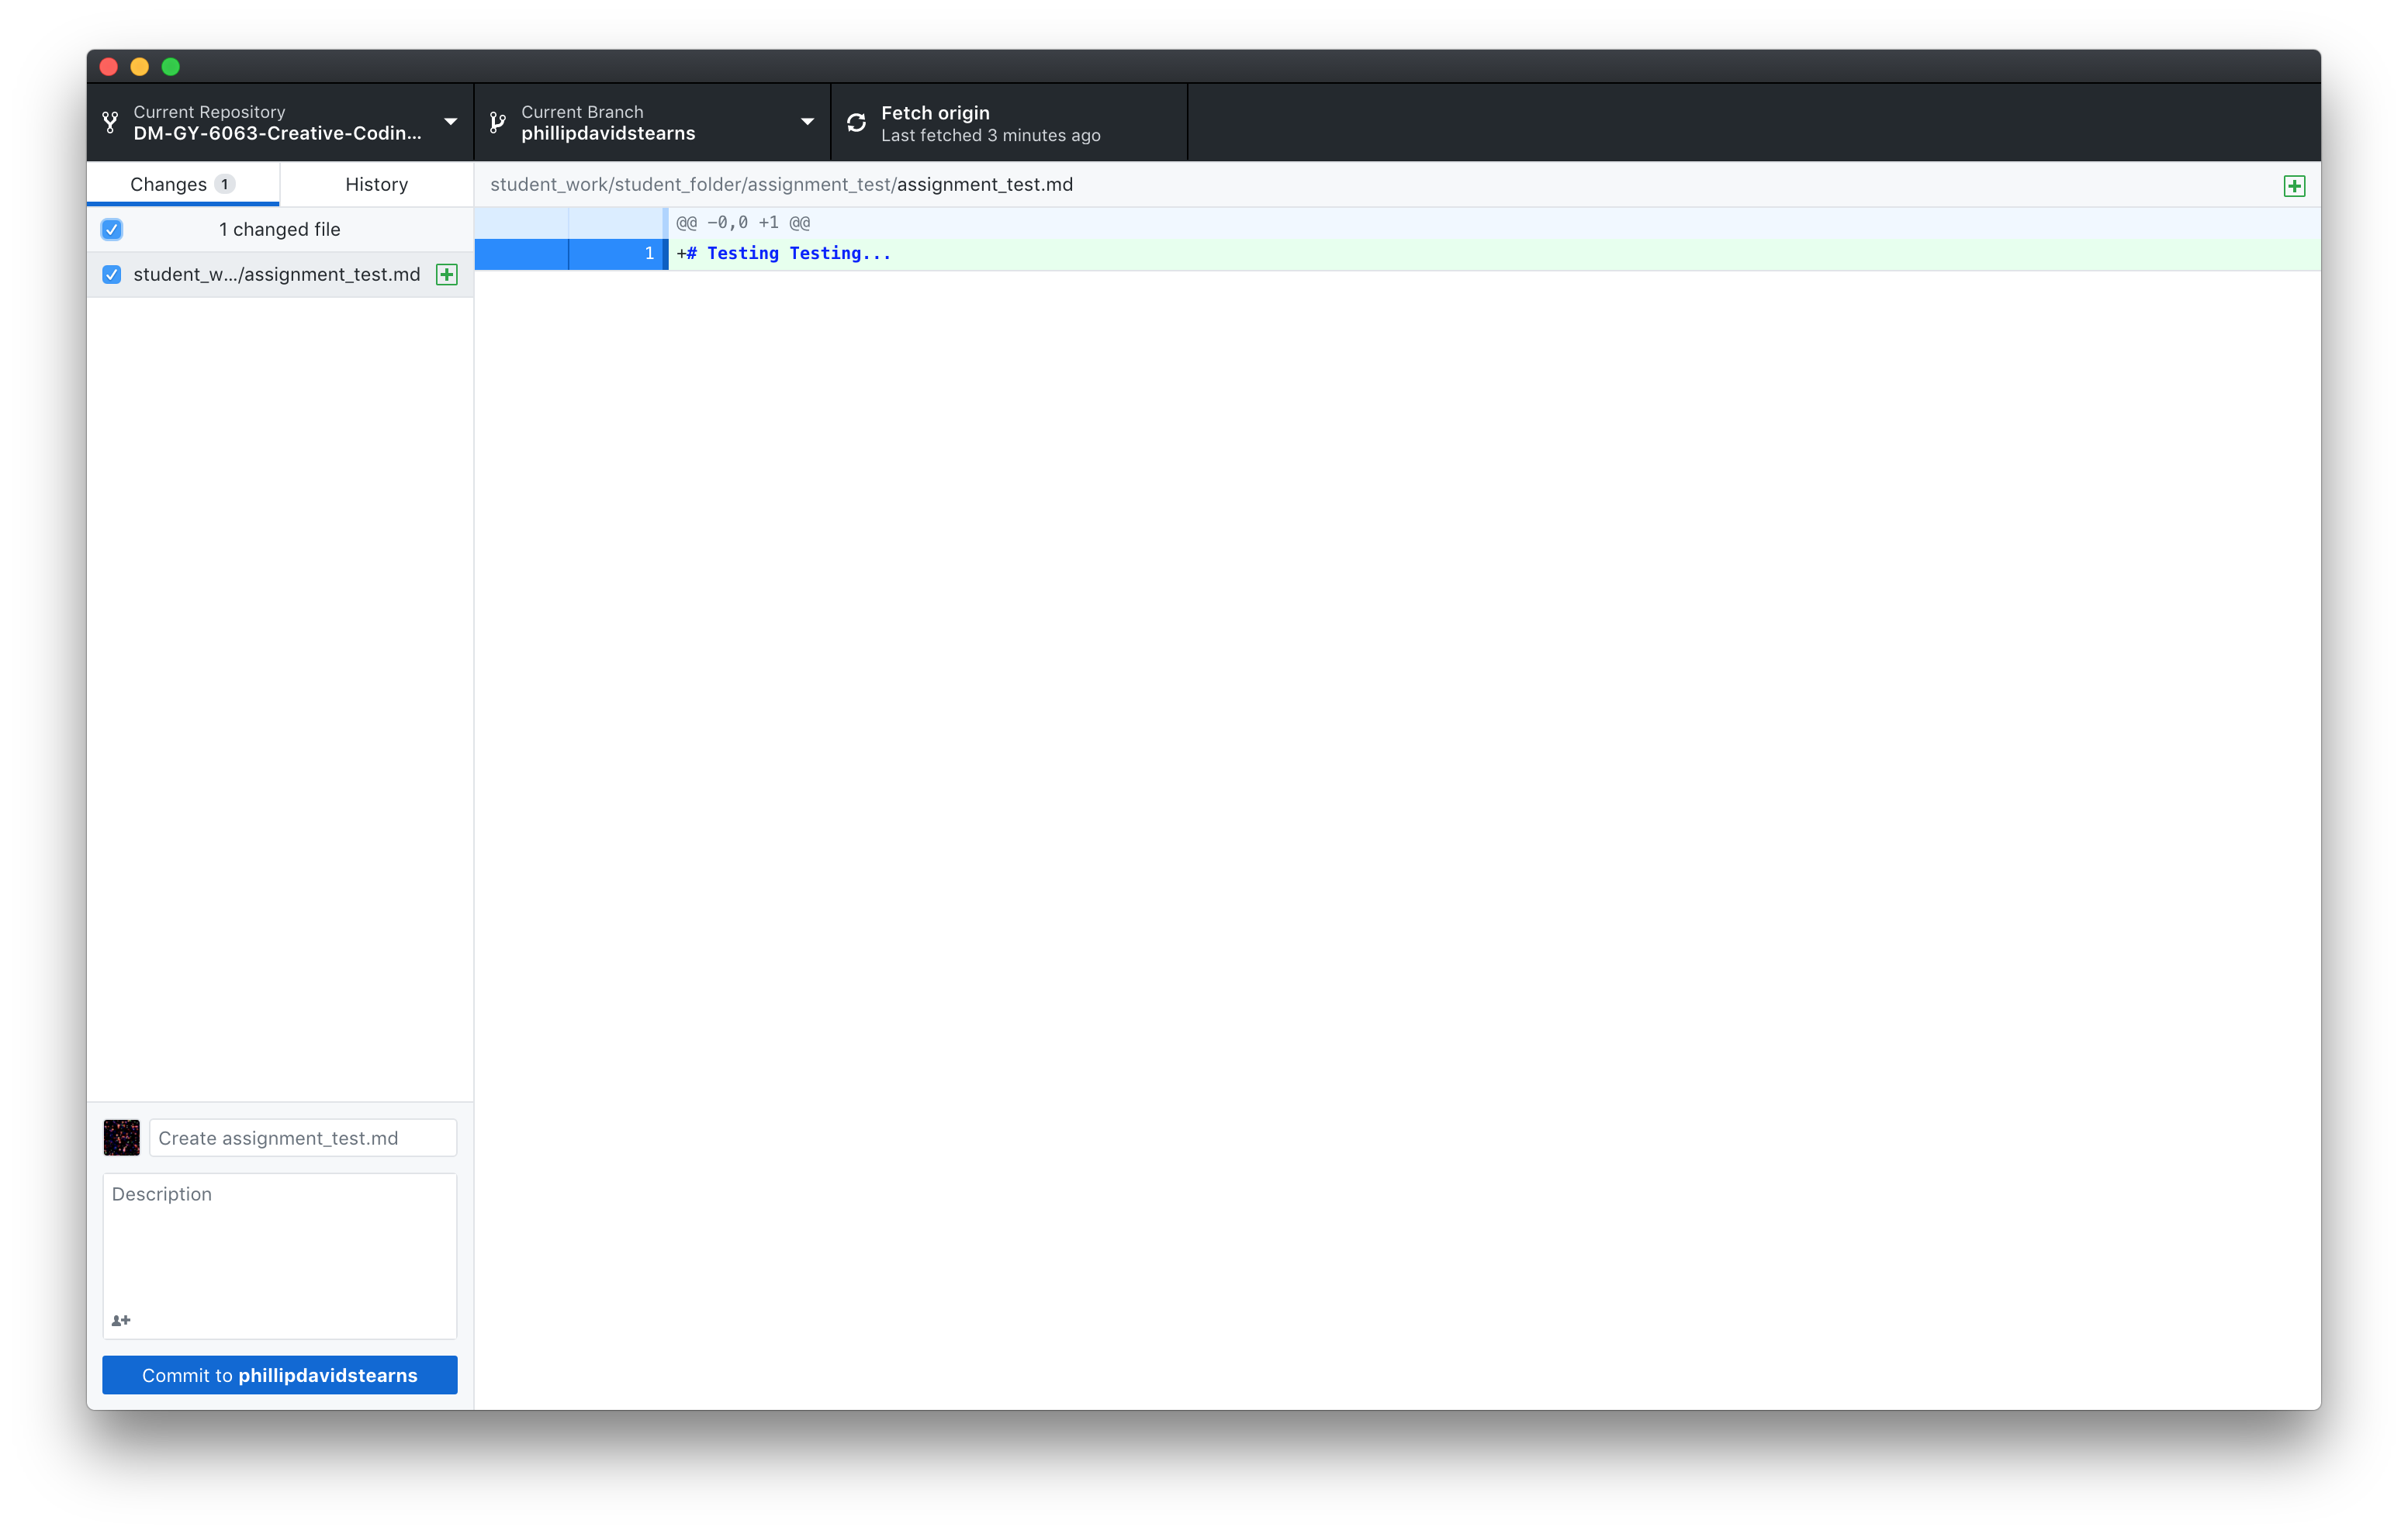 Current Repository
DM-GY-6063-Creative-Codin...
Current Branch
phillipdavidstearns
Fetch origin
Last fetched 3 minutes ago
Changes 1
History
student_work/student_folder/assignment_test/assignment_test.md
1 changed file
@@ -0,0 +1 @@
1 +# Testing Testing...
student_w.../assignment_test.md
Create assignment_test.md
Description
Commit to phillipdavidstearns